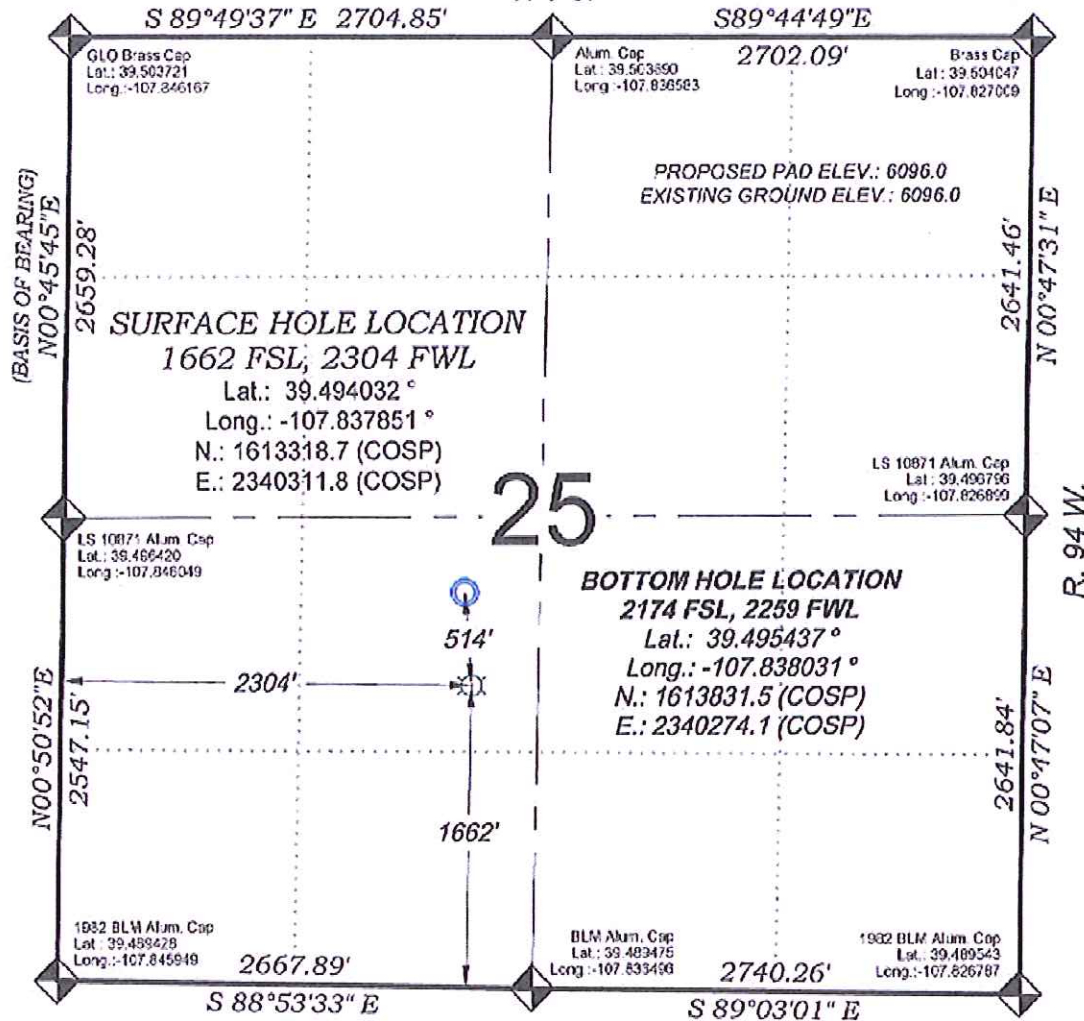 S 89°49'37" E 2704.85'
S89°44'49"E
2702.09'
GLO Brass Cap
Lat.: 39.503721
Long.:-107.846167
Alum. Cap
Lat.: 39.503890
Long.:-107.836583
Brass Cap
Lat.: 39.504047
Long.:-107.827009
PROPOSED PAD ELEV.: 6096.0
EXISTING GROUND ELEV.: 6096.0
(BASIS OF BEARING)
N00°45'45"E
2659.28'
2641.46'
N 00°47'31" E
SURFACE HOLE LOCATION
1662 FSL, 2304 FWL
Lat.: 39.494032 °
Long.: -107.837851 °
N.: 1613318.7 (COSP)
E.: 2340311.8 (COSP)
25
LS 10871 Alum. Cap
Lat.: 39.496796
Long.:-107.826899
R. 94 W.
LS 10871 Alum. Cap
Lat.: 39.496420
Long.:-107.846049
BOTTOM HOLE LOCATION
2174 FSL, 2259 FWL
Lat.: 39.495437 °
Long.: -107.838031 °
N.: 1613831.5 (COSP)
E.: 2340274.1 (COSP)
514'
2304'
1662'
N00°50'52"E
2547.15'
2641.84'
N 00°47'07" E
1982 BLM Alum. Cap
Lat.: 39.489428
Long.:-107.845949
BLM Alum. Cap
Lat.: 39.489475
Long.:-107.836496
1982 BLM Alum. Cap
Lat.: 39.489543
Long.:-107.826787
2667.89'
S 88°53'33" E
2740.26'
S 89°03'01" E